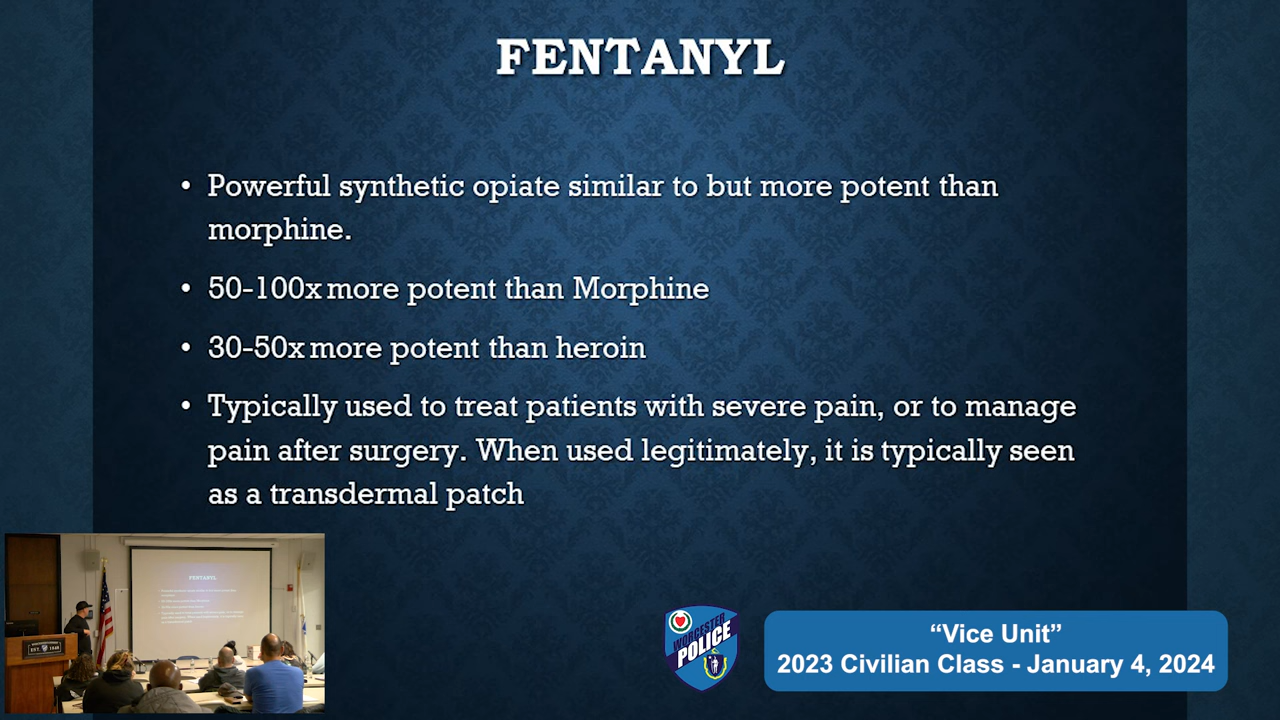 FENTANYL
• Powerful synthetic opiate similar to but more potent than
morphine.
• 50-100x more potent than Morphine
• 30-50x more potent than heroin
• Typically used to treat patients with severe pain, or to manage
pain after surgery. When used legitimately, it is typically seen
as a transdermal patch
FENTANYL
EST. 1848
WORCESTER
POLICE
“Vice Unit”
2023 Civilian Class - January 4, 2024